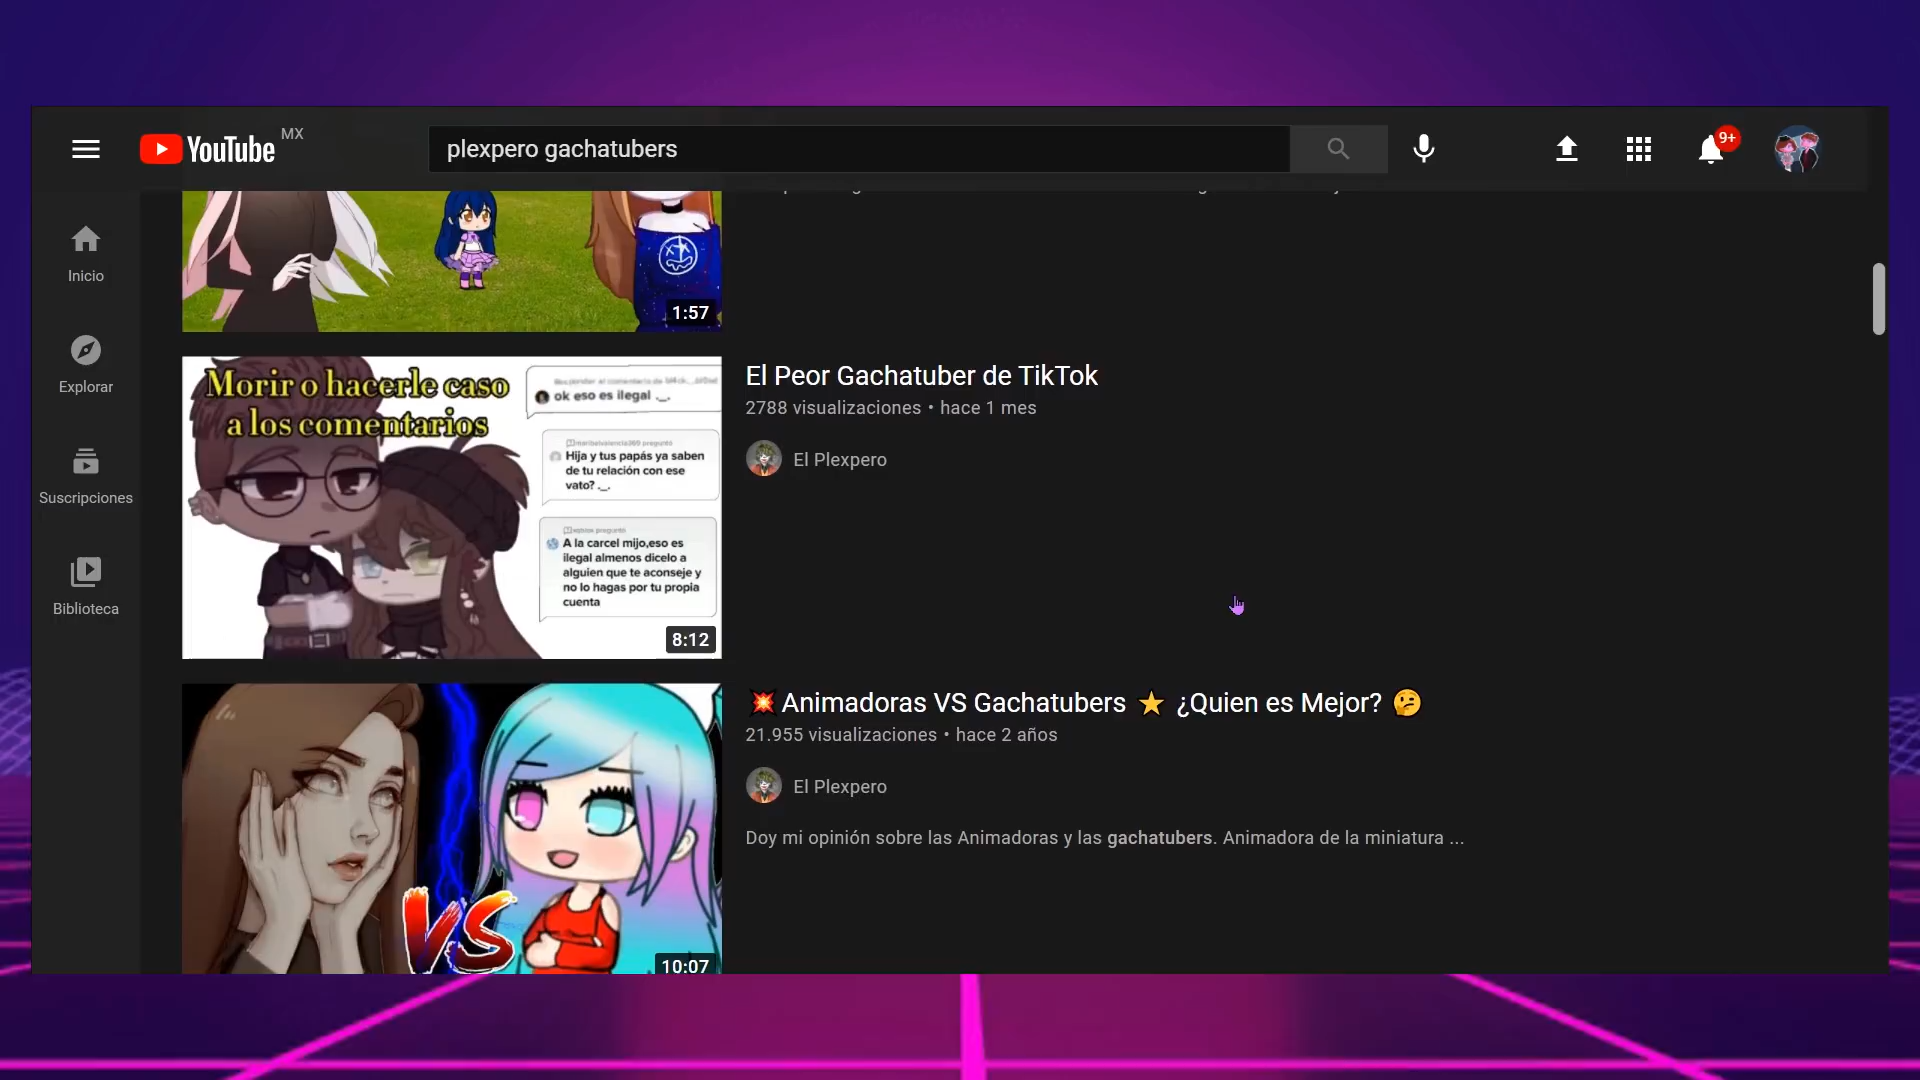 YouTube MX
plexpero gachatubers
9+
Inicio
Explorar
Suscripciones
Biblioteca
1:57
Morir o hacerle caso
a los comentarios
ok eso es ilegal ._.
Hija y tus papás ya saben
de tu relación con ese
vato? ._.
A la carcel mijo,eso es
ilegal almenos dicelo a
alguien que te aconseje y
no lo hagas por tu propia
cuenta
8:12
El Peor Gachatuber de TikTok
2788 visualizaciones • hace 1 mes
El Plexpero
VS
10:07
💥Animadoras VS Gachatubers ⭐ ¿Quien es Mejor? 🤔
21.955 visualizaciones • hace 2 años
El Plexpero
Doy mi opinión sobre las Animadoras y las gachatubers. Animadora de la miniatura ...